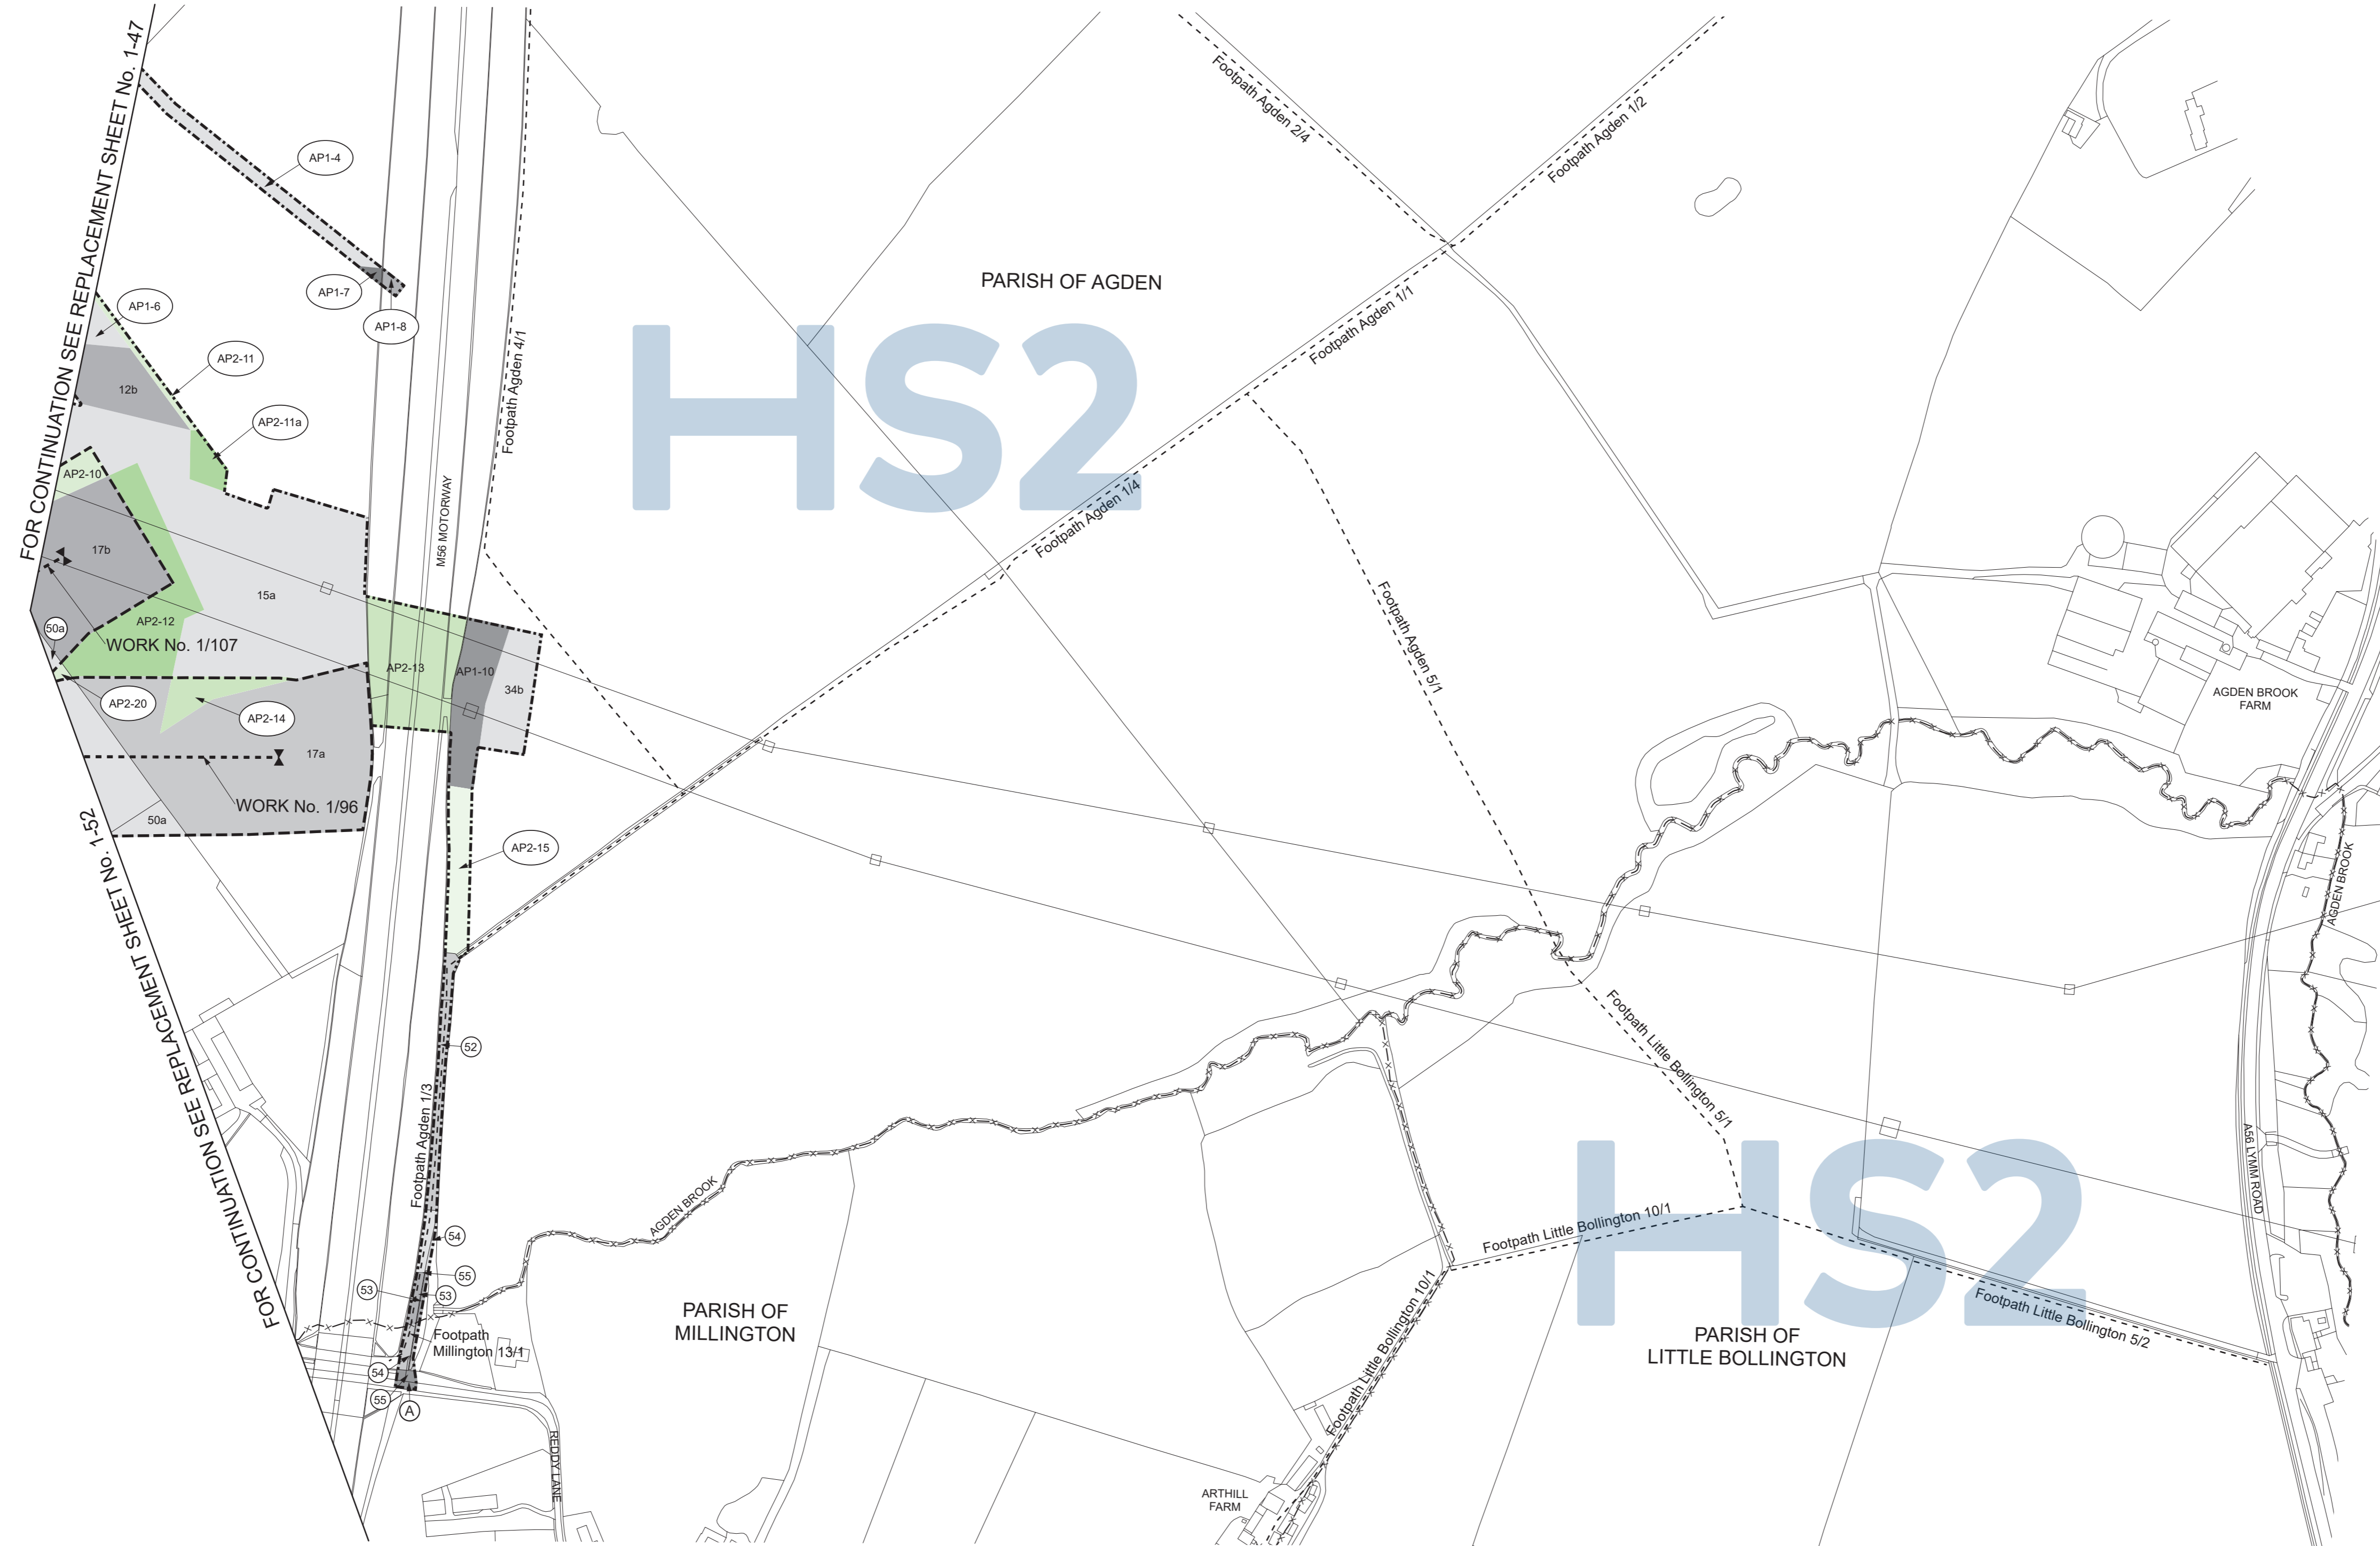 FOR CONTINUATION SEE REPLACEMENT SHEET No. 1-47
AP1-4
AP1-7
AP1-8
AP1-6
AP2-11
12b
AP2-11a
AP2-10
17b
15a
50a
AP2-12
WORK No. 1/107
AP2-20
AP2-14
17a
WORK No. 1/96
50a
FOR CONTINUATION SEE REPLACEMENT SHEET No. 1-52
M56 MOTORWAY
AP2-13
AP1-10
34b
AP2-15
Footpath Agden 4/1
PARISH OF AGDEN
HS2
Footpath Agden 2/4
Footpath Agden 1/2
Footpath Agden 1/1
Footpath Agden 1/4
Footpath Agden 5/1
AGDEN BROOK
FARM
AGDEN BROOK
52
Footpath Agden 1/3
54
55
53
53
Footpath
Millington 13/1
54
55
A
REDDY LANE
AGDEN BROOK
PARISH OF
MILLINGTON
Footpath Little Bollington 5/1
Footpath Little Bollington 10/1
HS2
A56 LYMM ROAD
Footpath Little Bollington 5/2
Footpath Little Bollington 10/1
PARISH OF
LITTLE BOLLINGTON
ARTHILL
FARM